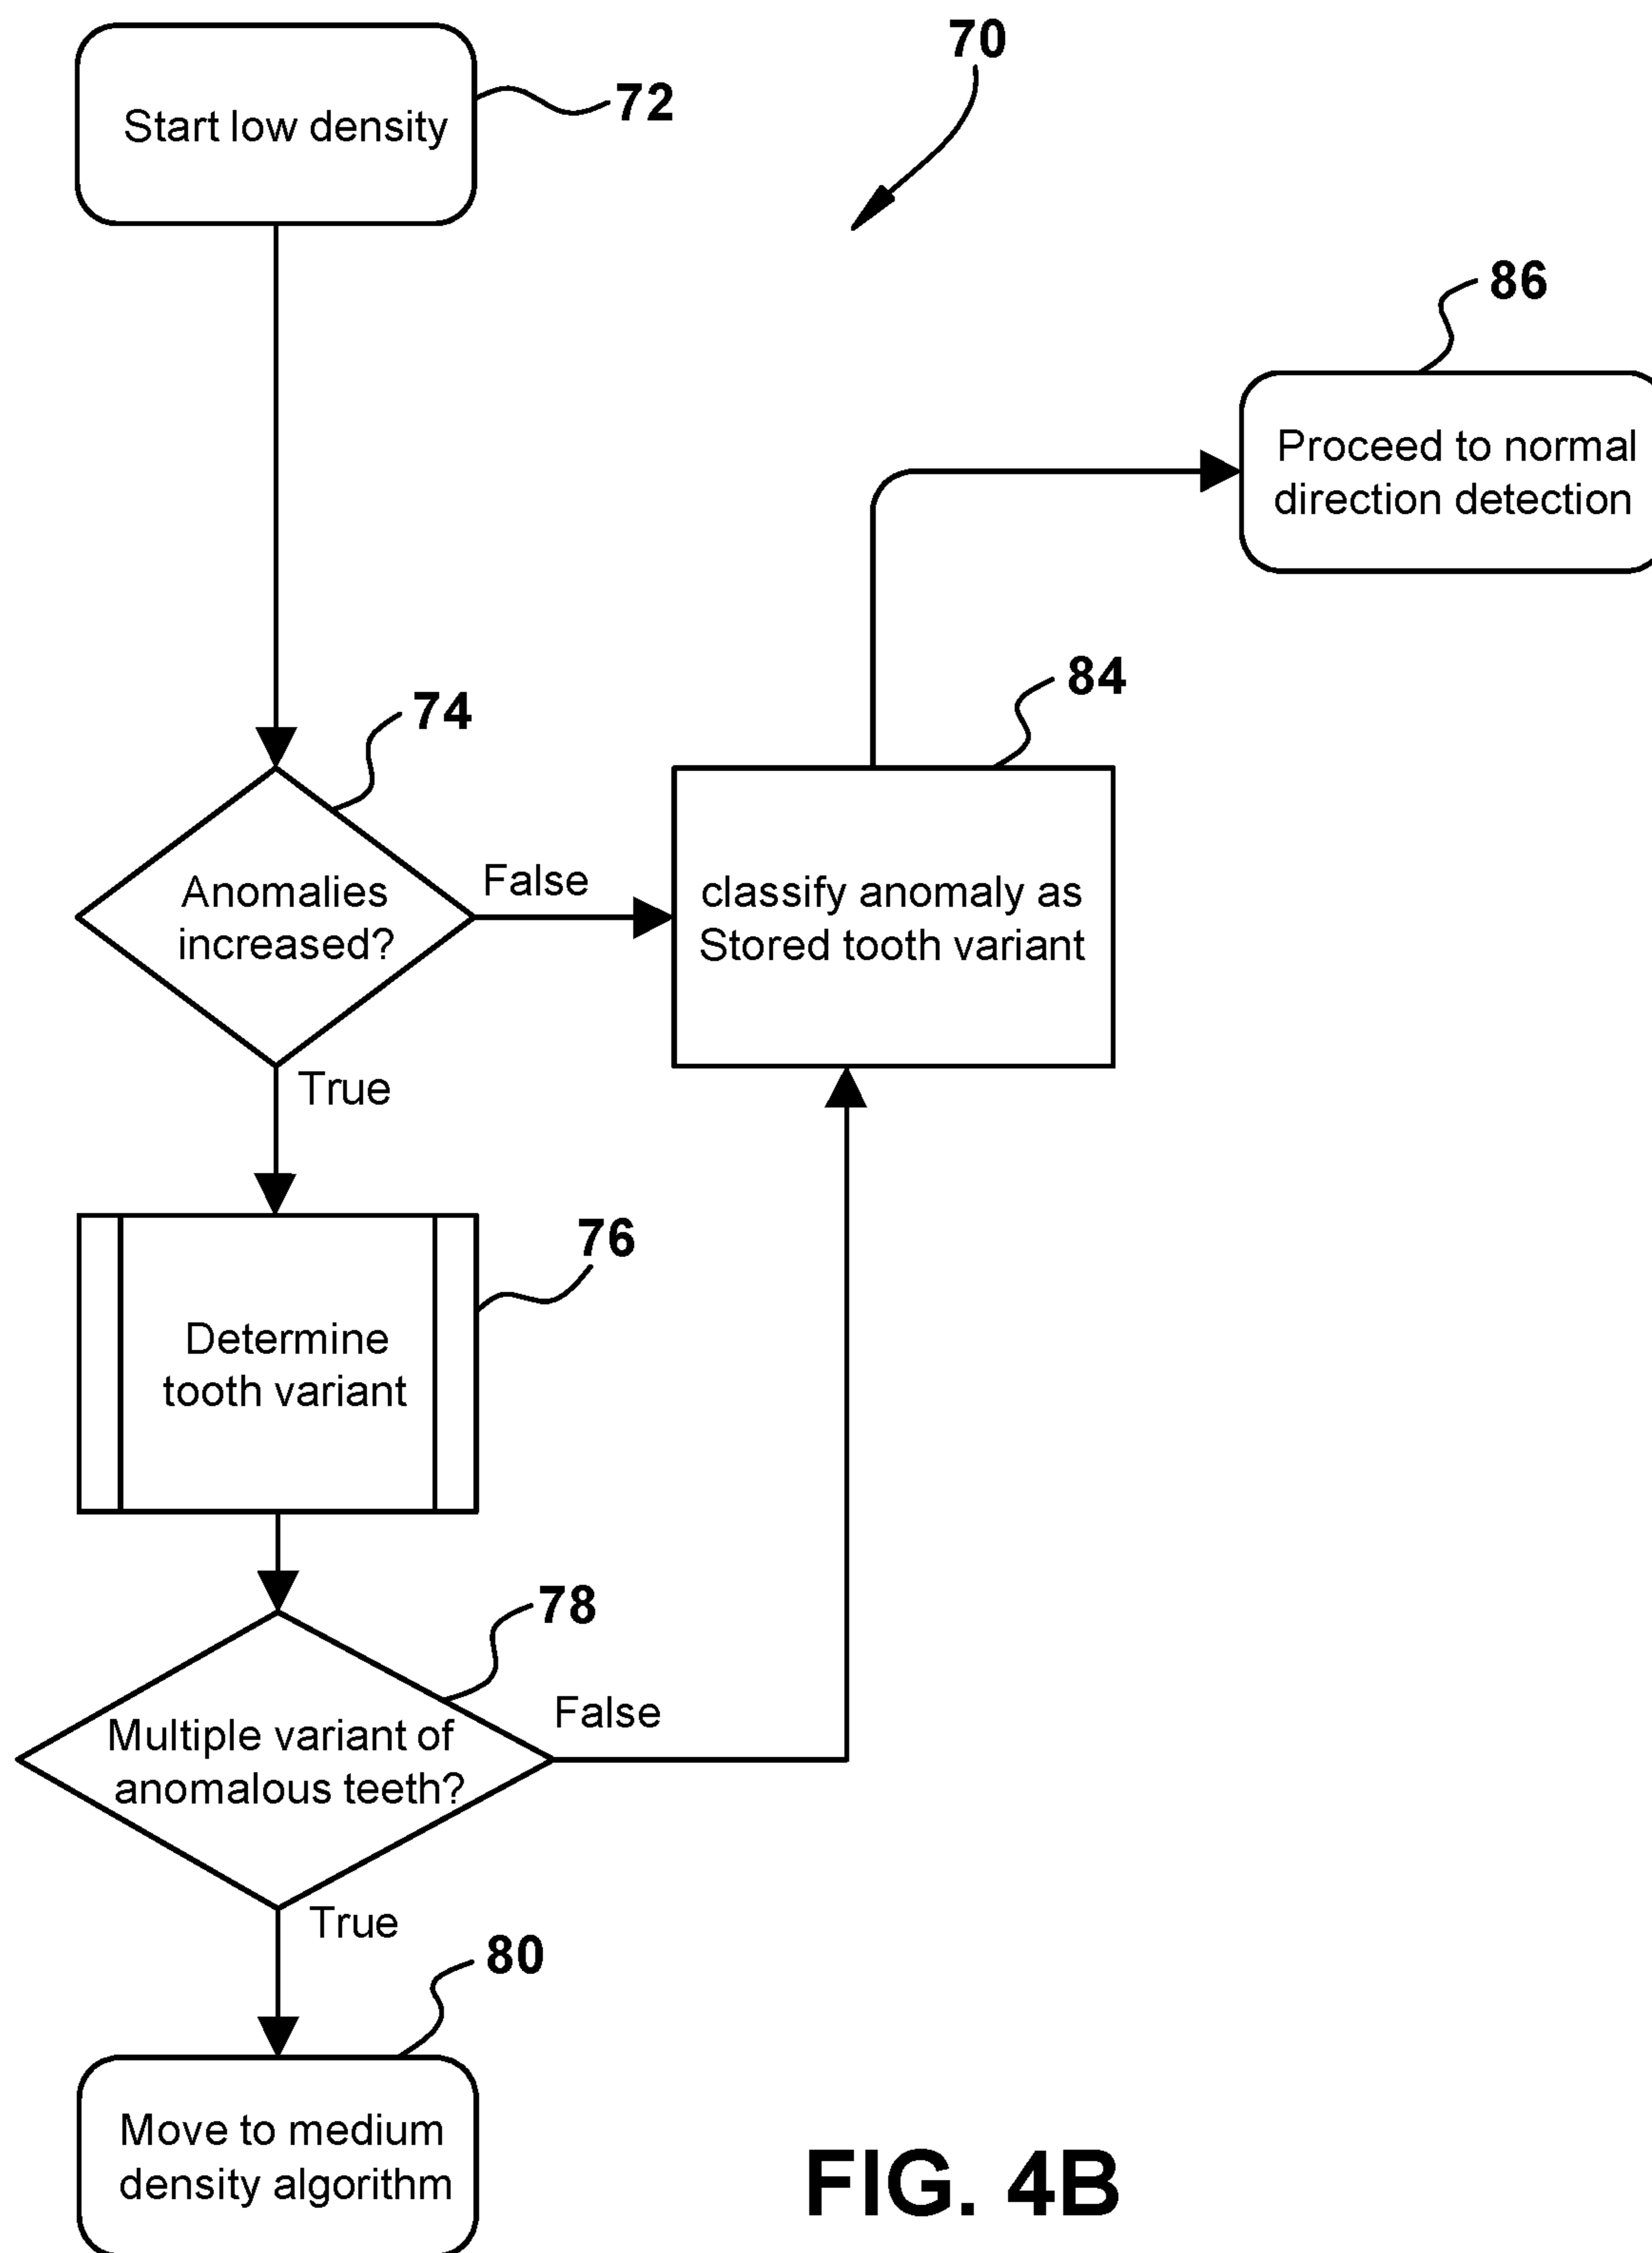 70
Start low density
72
86
Proceed to normal
direction detection
84
74
Anomalies
increased?
False
classify anomaly as
Stored tooth variant
True
76
Determine
tooth variant
78
Multiple variant of
anomalous teeth?
False
True
80
Move to medium
density algorithm
FIG. 4B